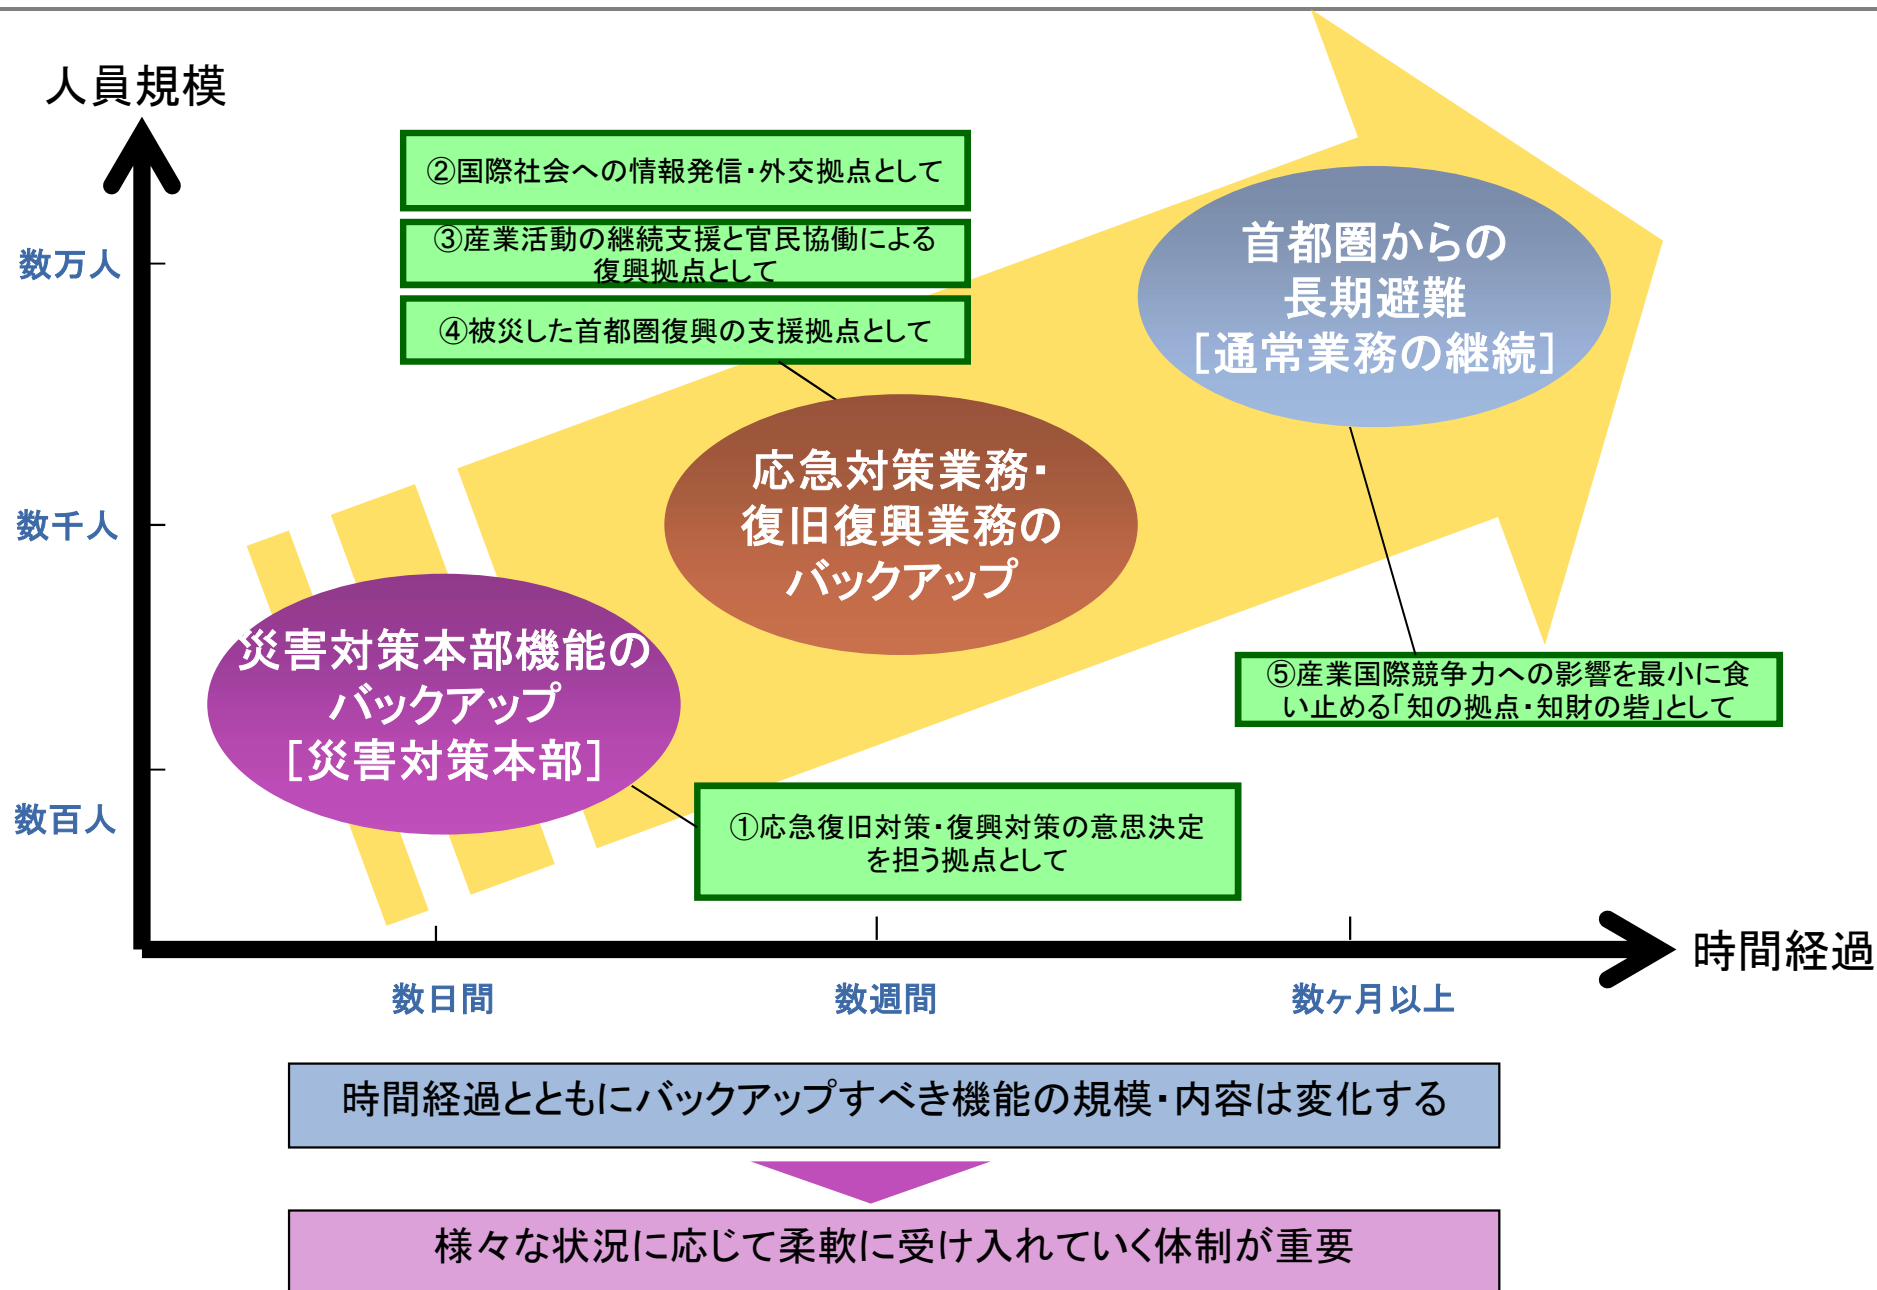 人員規模
数万人
数千人
数百人
②国際社会への情報発信・外交拠点として
③産業活動の継続支援と官民協働による
復興拠点として
④被災した首都圏復興の支援拠点として
首都圏からの
長期避難
［通常業務の継続］
応急対策業務・
復旧復興業務の
バックアップ
災害対策本部機能の
バックアップ
［災害対策本部］
⑤産業国際競争力への影響を最小に食
い止める「知の拠点・知財の砦」として
①応急復旧対策・復興対策の意思決定
を担う拠点として
時間経過
数日間
数週間
数ヶ月以上
時間経過とともにバックアップすべき機能の規模・内容は変化する
様々な状況に応じて柔軟に受け入れていく体制が重要